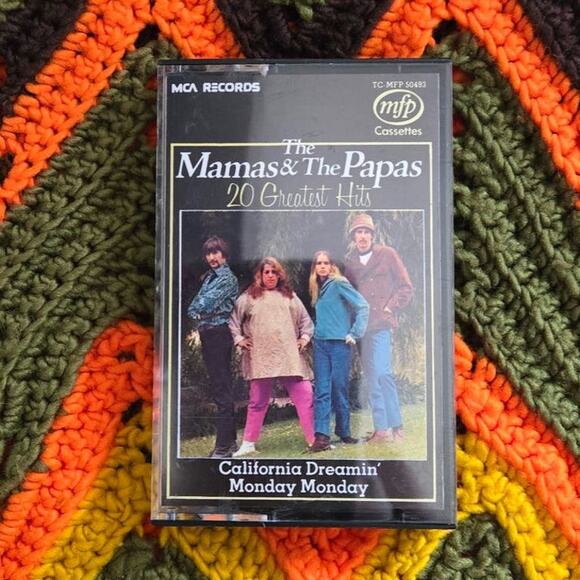 MCA RECORDS
TC-MFP 50493
mfp
Cassettes
The
Mamas & The Papas
20 Greatest Hits
California Dreamin'
Monday Monday